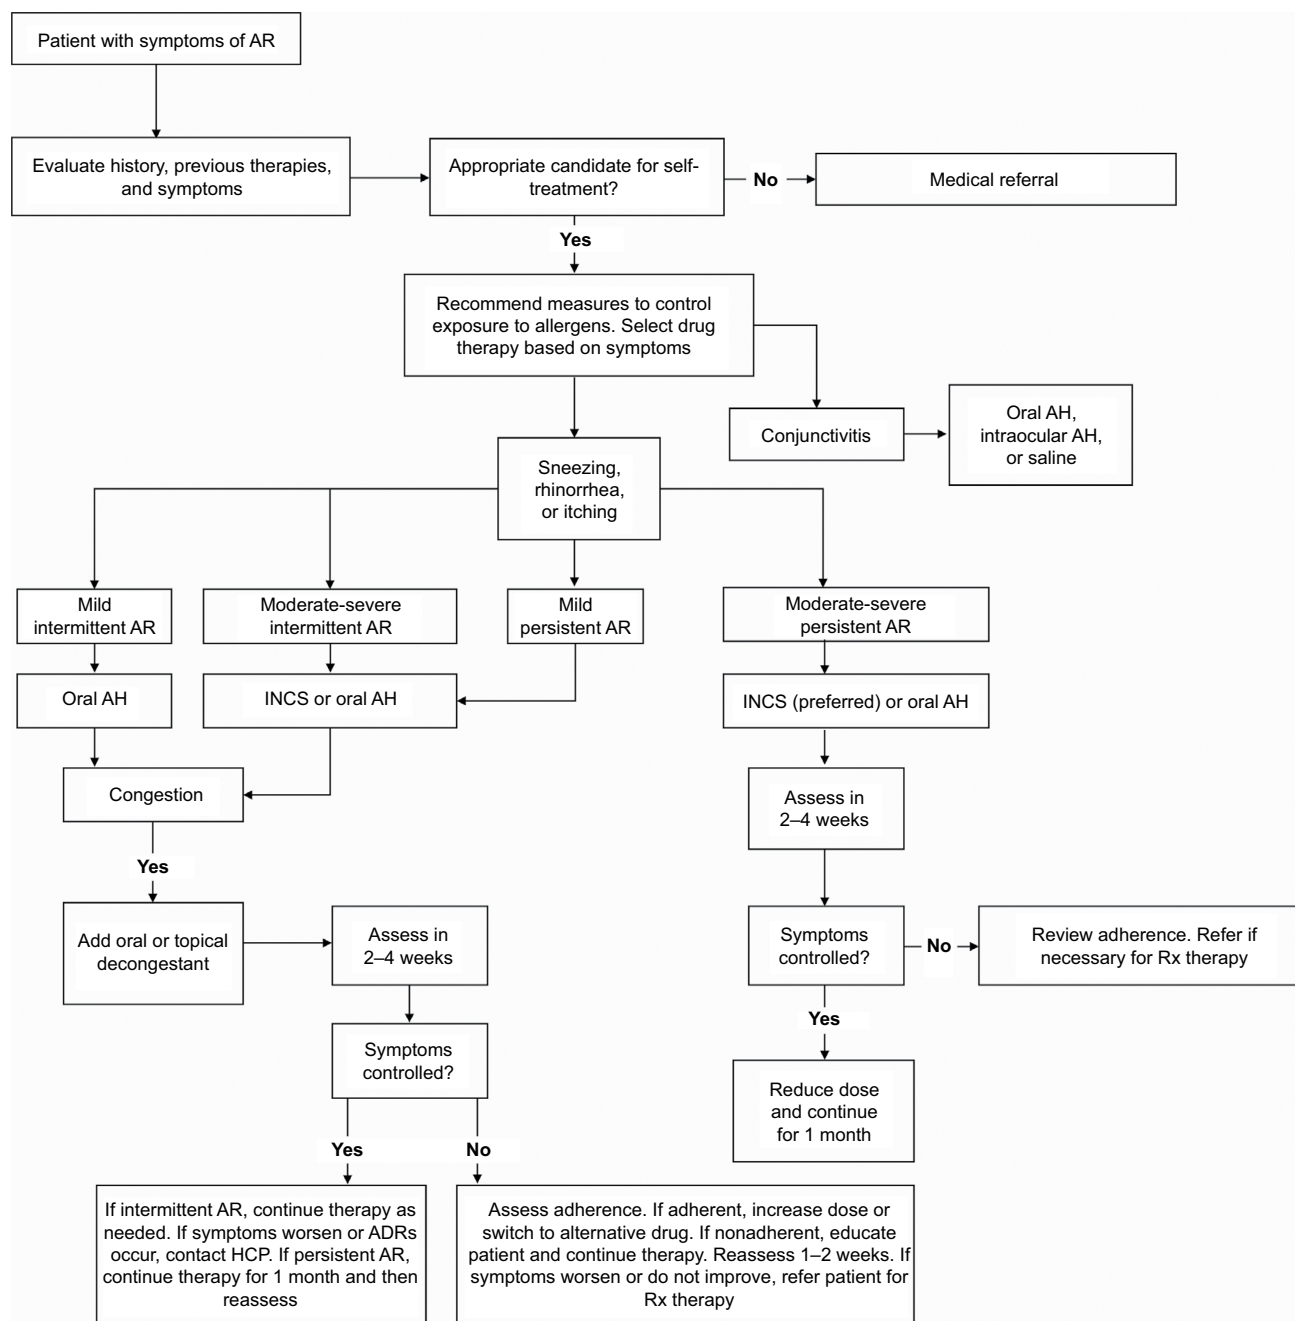 Patient with symptoms of AR
Evaluate history, previous therapies,
and symptoms
Appropriate candidate for self-
treatment?
No
Medical referral
Yes
Recommend measures to control
exposure to allergens. Select drug
therapy based on symptoms
Conjunctivitis
Oral AH,
intraocular AH,
or saline
Sneezing,
rhinorrhea,
or itching
Mild
intermittent AR
Moderate-severe
intermittent AR
Mild
persistent AR
Moderate-severe
persistent AR
Oral AH
INCS or oral AH
INCS (preferred) or oral AH
Congestion
Assess in
2–4 weeks
Yes
Add oral or topical
decongestant
Assess in
2–4 weeks
Symptoms
controlled?
No
Review adherence. Refer if
necessary for Rx therapy
Yes
Symptoms
controlled?
Reduce dose
and continue
for 1 month
Yes
No
If intermittent AR, continue therapy as
needed. If symptoms worsen or ADRs
occur, contact HCP. If persistent AR,
continue therapy for 1 month and then
reassess
Assess adherence. If adherent, increase dose or
switch to alternative drug. If nonadherent, educate
patient and continue therapy. Reassess 1–2 weeks. If
symptoms worsen or do not improve, refer patient for
Rx therapy